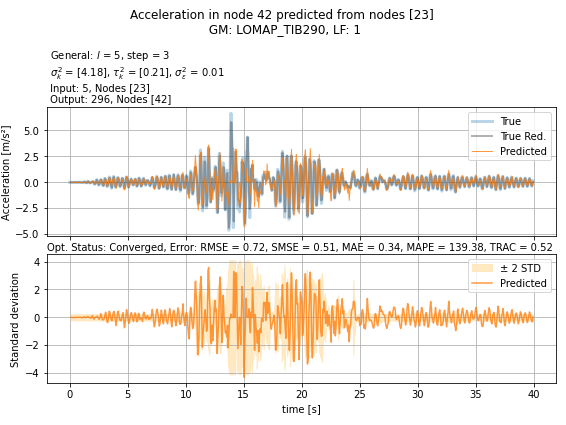 Acceleration in node 42 predicted from nodes [23]
GM: LOMAP_TIB290, LF: 1
General: l = 5, step = 3
σ²ₖ = [4.18], τ²ₖ = [0.21], σ²ε = 0.01
Input: 5, Nodes [23]
Output: 296, Nodes [42]
Acceleration [m/s²]
5.0
2.5
0.0
−2.5
−5.0
True
True Red.
Predicted
Opt. Status: Converged, Error: RMSE = 0.72, SMSE = 0.51, MAE = 0.34, MAPE = 139.38, TRAC = 0.52
Standard deviation
4
2
0
−2
−4
± 2 STD
Predicted
0 5 10 15 20 25 30 35 40
time [s]